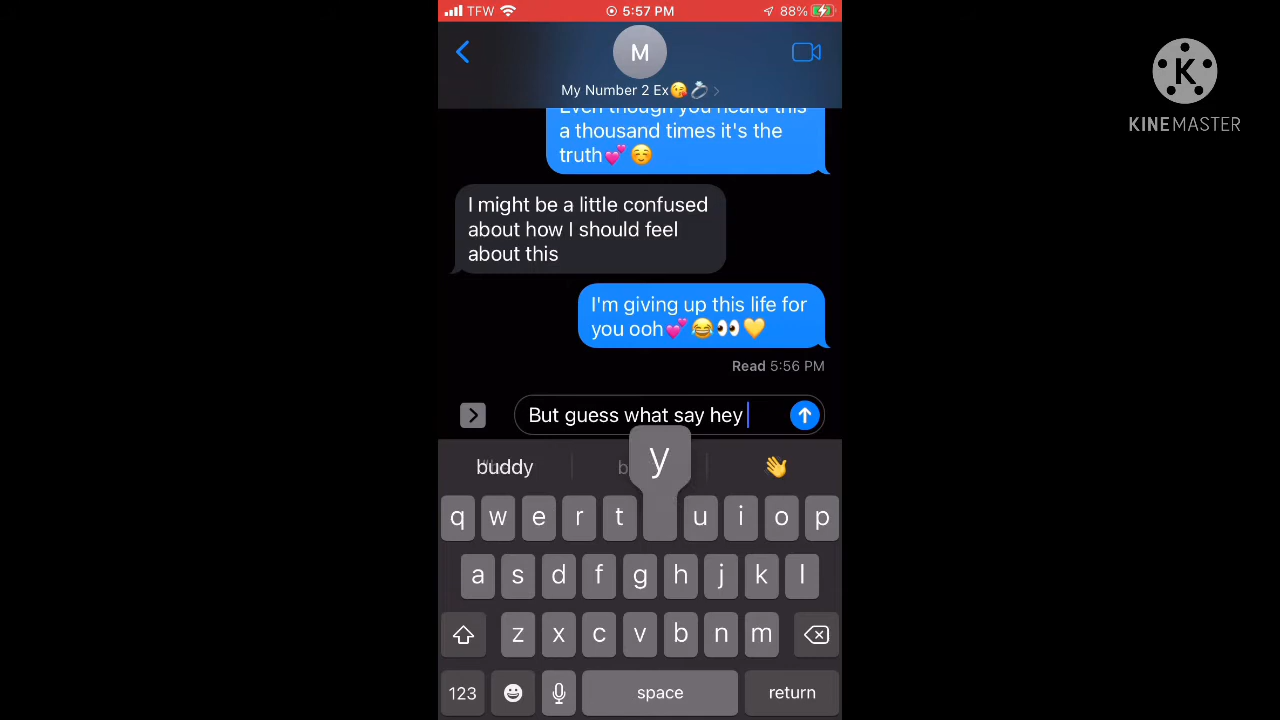 TFW 5:57 PM 88%
M
K
KINEMASTER
My Number 2 Ex😘💍 >
Even though you heard this
a thousand times it's the
truth💕☺️
I might be a little confused
about how I should feel
about this
I'm giving up this life for
you ooh💕😂👀💛
Read 5:56 PM
But guess what say hey
buddy 👋
y
q w e r t u i o p
a s d f g h j k l
z x c v b n m
123 space return